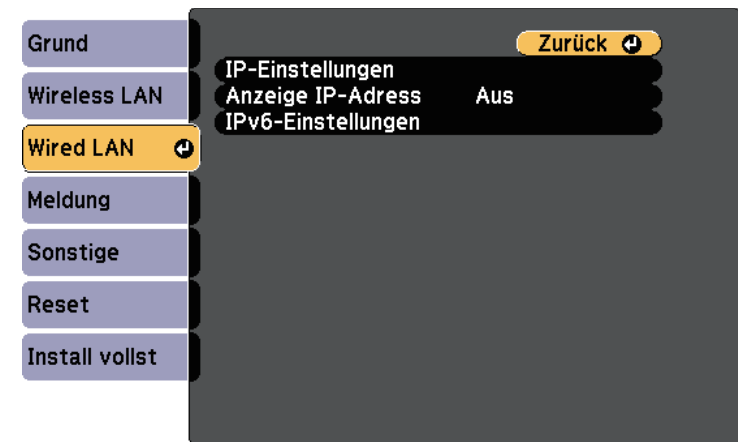 Grund
Wireless LAN
Wired LAN
Meldung
Sonstige
Reset
Install vollst
Zurück
IP-Einstellungen
Anzeige IP-Adress Aus
IPv6-Einstellungen